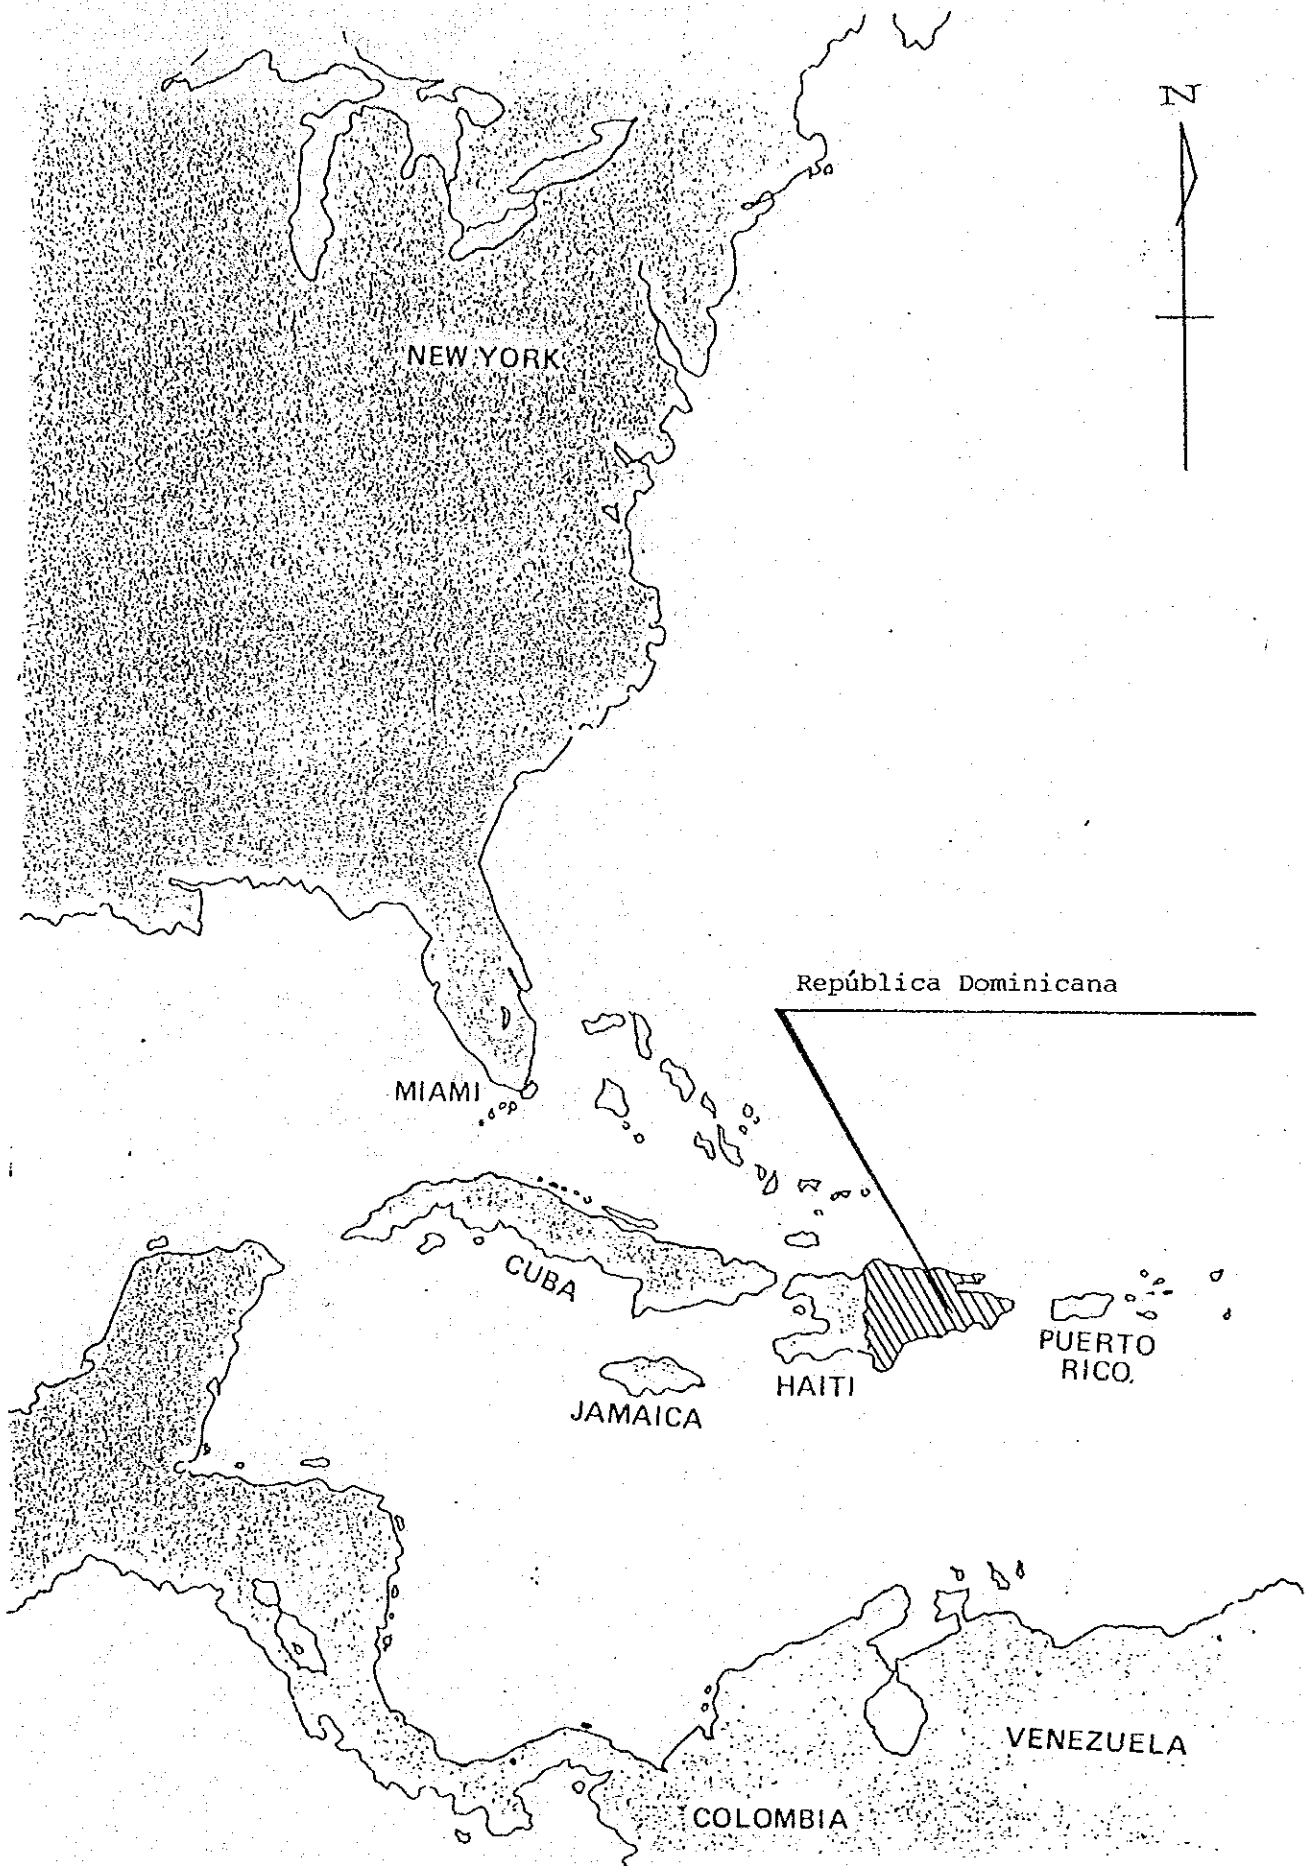 N
NEW YORK
República Dominicana
MIAMI
CUBA
PUERTO
RICO.
HAITI
JAMAICA
VENEZUELA
COLOMBIA